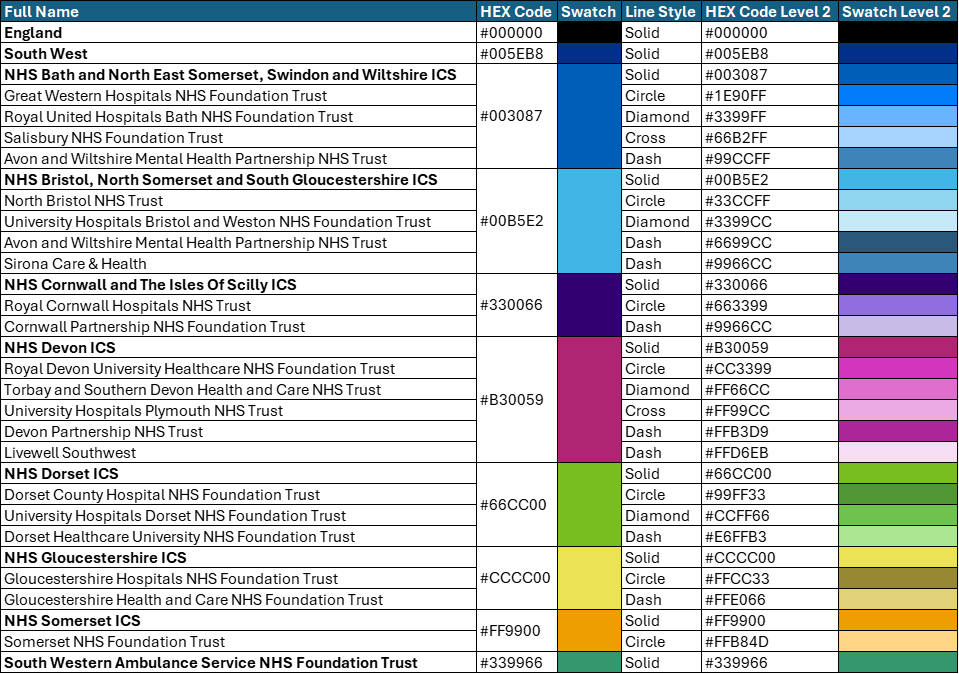 Full Name HEX Code Swatch Line Style HEX Code Level 2 Swatch Level 2
England #000000 Solid #000000
South West #005EB8 Solid #005EB8
NHS Bath and North East Somerset, Swindon and Wiltshire ICS #003087 Solid #003087
Great Western Hospitals NHS Foundation Trust Circle #1E90FF
Royal United Hospitals Bath NHS Foundation Trust Diamond #3399FF
Salisbury NHS Foundation Trust Cross #66B2FF
Avon and Wiltshire Mental Health Partnership NHS Trust Dash #99CCFF
NHS Bristol, North Somerset and South Gloucestershire ICS #00B5E2 Solid #00B5E2
North Bristol NHS Trust Circle #33CCFF
University Hospitals Bristol and Weston NHS Foundation Trust Diamond #3399CC
Avon and Wiltshire Mental Health Partnership NHS Trust Dash #6699CC
Sirona Care & Health Dash #9966CC
NHS Cornwall and The Isles Of Scilly ICS #330066 Solid #330066
Royal Cornwall Hospitals NHS Trust Circle #663399
Cornwall Partnership NHS Foundation Trust Dash #9966CC
NHS Devon ICS #B30059 Solid #B30059
Royal Devon University Healthcare NHS Foundation Trust Circle #CC3399
Torbay and Southern Devon Health and Care NHS Trust Diamond #FF66CC
University Hospitals Plymouth NHS Trust Cross #FF99CC
Devon Partnership NHS Trust Dash #FFB3D9
Livewell Southwest Dash #FFD6EB
NHS Dorset ICS #66CC00 Solid #66CC00
Dorset County Hospital NHS Foundation Trust Circle #99FF33
University Hospitals Dorset NHS Foundation Trust Diamond #CCFF66
Dorset Healthcare University NHS Foundation Trust Dash #E6FFB3
NHS Gloucestershire ICS #CCCC00 Solid #CCCC00
Gloucestershire Hospitals NHS Foundation Trust Circle #FFCC33
Gloucestershire Health and Care NHS Foundation Trust Dash #FFE066
NHS Somerset ICS #FF9900 Solid #FF9900
Somerset NHS Foundation Trust Circle #FFB84D
South Western Ambulance Service NHS Foundation Trust #339966 Solid #339966